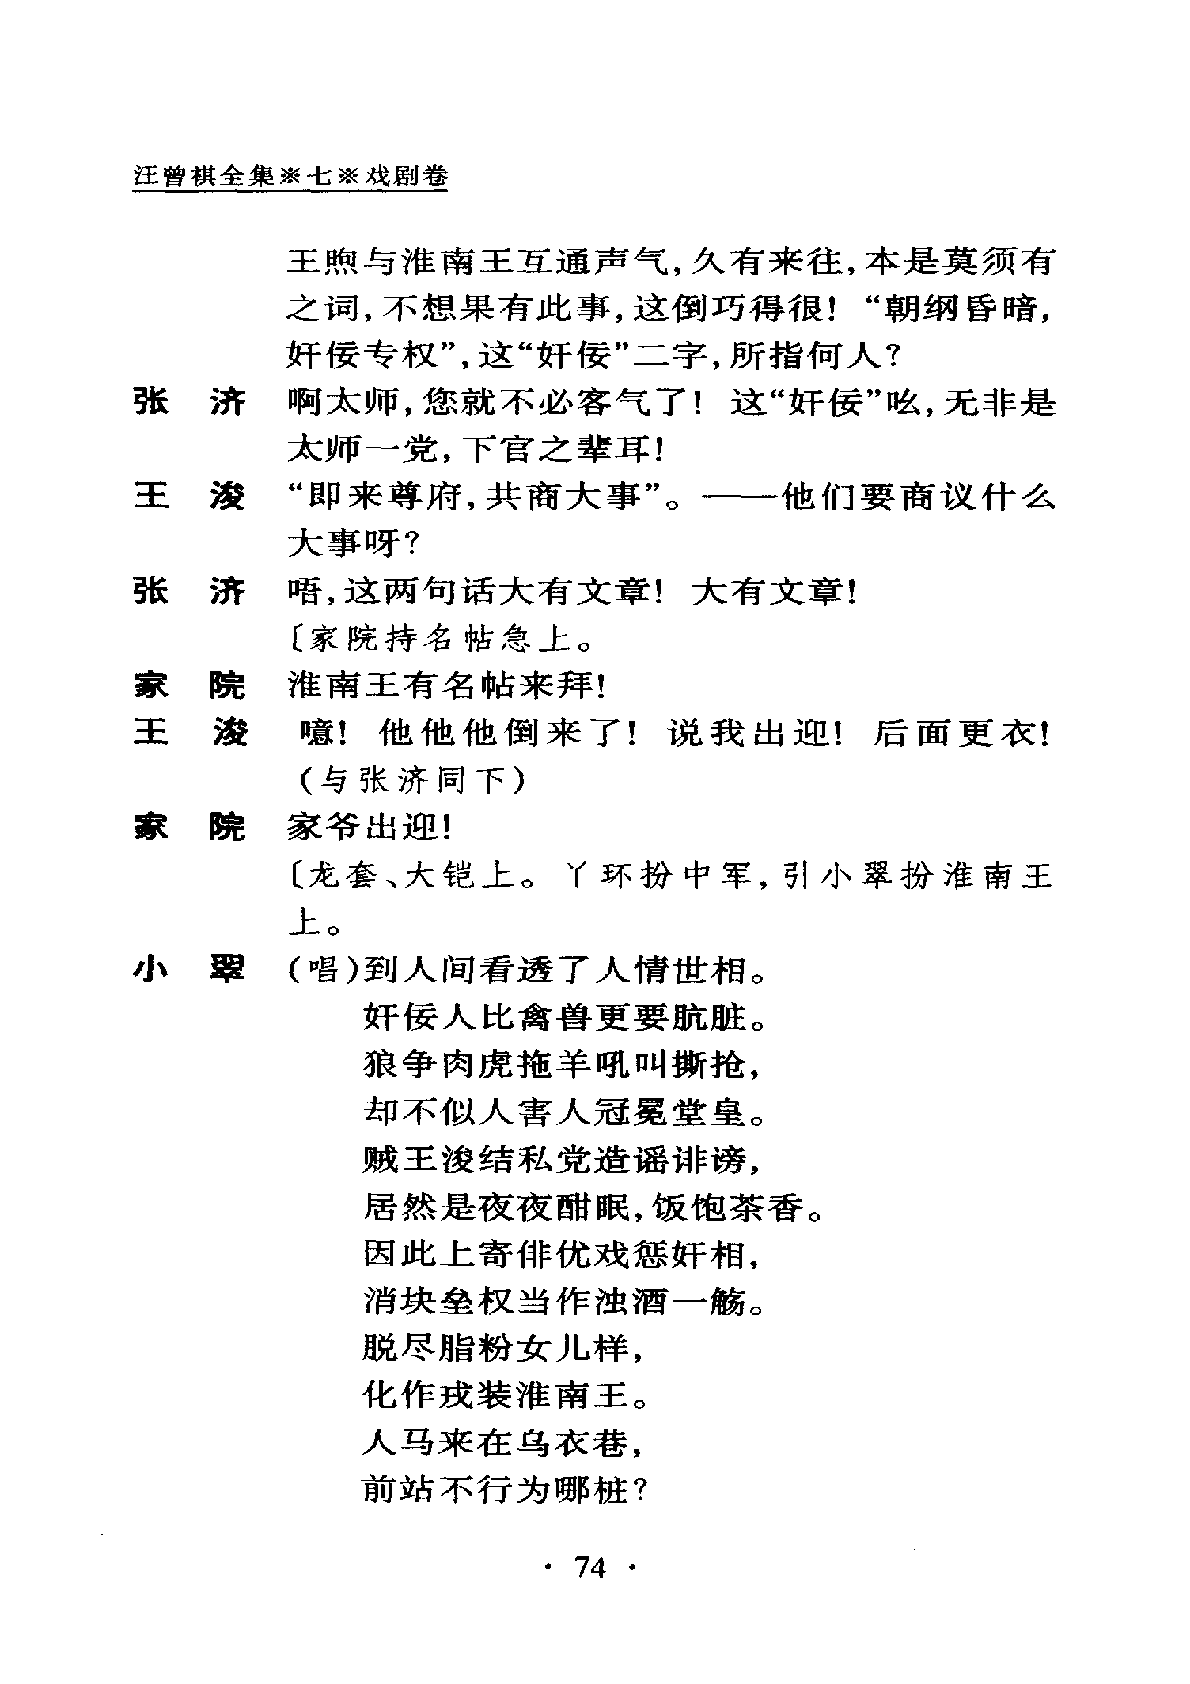 汪曾祺全集※七※戏剧卷
王煦与淮南王互通声气,久有来往,本是莫须有
之词,不想果有此事,这倒巧得很!“朝纲昏暗,
奸佞专权”,这“奸佞”二字,所指何人?
张 济 啊太师,您就不必客气了! 这“奸佞”吆,无非是
太师一党,下官之辈耳!
王 浚 “即来尊府,共商大事”。——他们要商议什么
大事呀?
张 济 唔,这两句话大有文章! 大有文章!
〔家院持名帖急上。
家 院 淮南王有名帖来拜!
王 浚 噫! 他他他倒来了! 说我出迎! 后面更衣!
(与张济同下)
家 院 家爷出迎!
〔龙套、大铠上。丫环扮中军,引小翠扮淮南王
上。
小 翠 (唱)到人间看透了人情世相。
奸佞人比禽兽更要肮脏。
狼争肉虎拖羊吼叫撕抢,
却不似人害人冠冕堂皇。
贼王浚结私党造谣诽谤,
居然是夜夜酣眠,饭饱茶香。
因此上寄俳优戏惩奸相,
消块垒权当作浊酒一觞。
脱尽脂粉女儿样,
化作戎装淮南王。
人马来在乌衣巷,
前站不行为哪桩?
· 74 ·